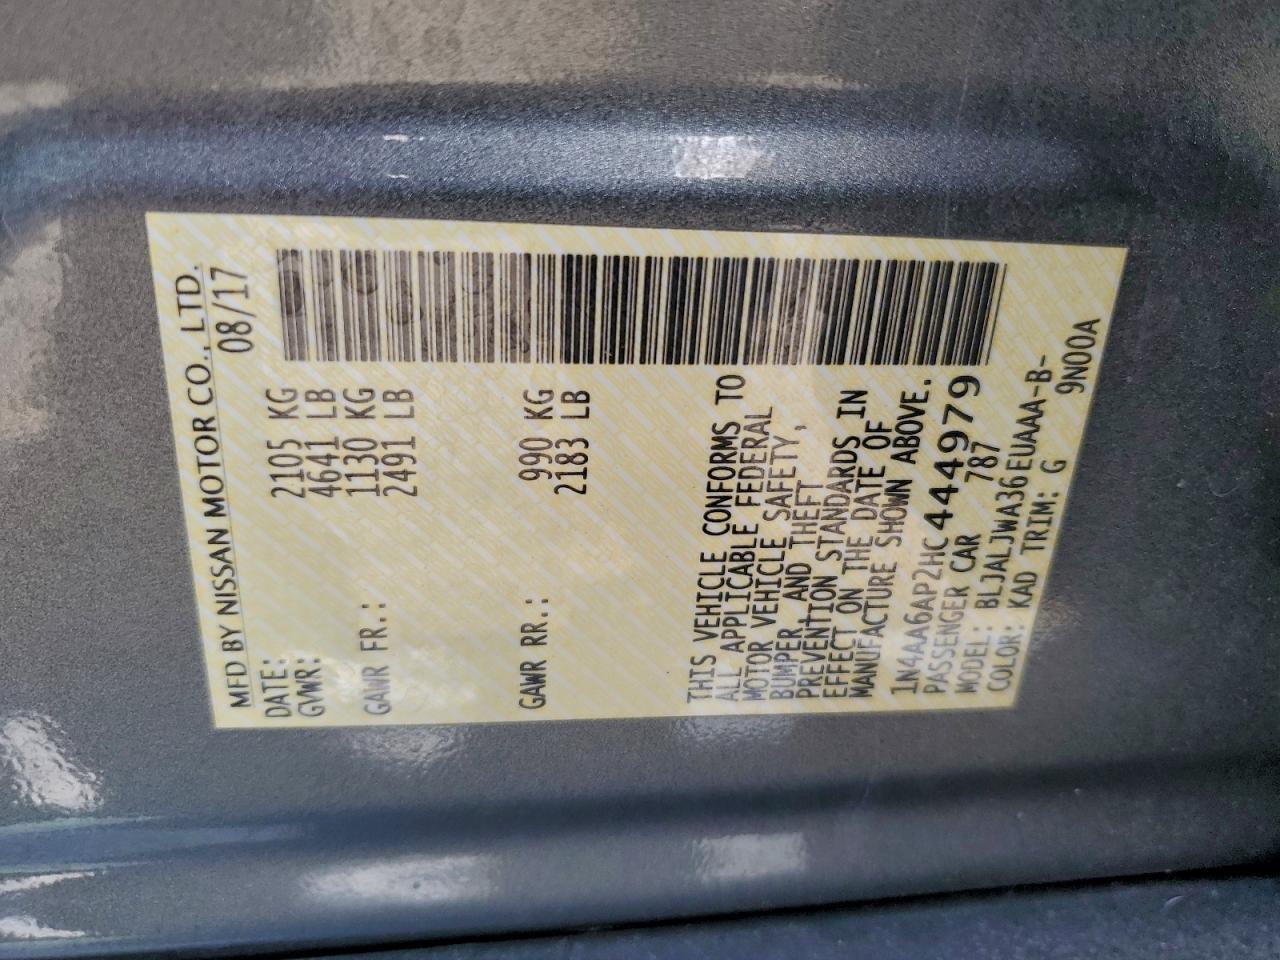 MFD BY NISSAN MOTOR CO., LTD.
DATE: 08/17
GVWR: 2105 KG
4641 LB
GAWR FR.: 1130 KG
2491 LB
GAWR RR.: 990 KG
2183 LB
THIS VEHICLE CONFORMS TO
ALL APPLICABLE FEDERAL
MOTOR VEHICLE SAFETY,
BUMPER, AND THEFT
PREVENTION STANDARDS IN
EFFECT ON THE DATE OF
MANUFACTURE SHOWN ABOVE.
1N4AA6AP2HC444979
PASSENGER CAR 787
MODEL: BLJALJWA36EUAAA-B-
COLOR: KAD TRIM: G 9N00A